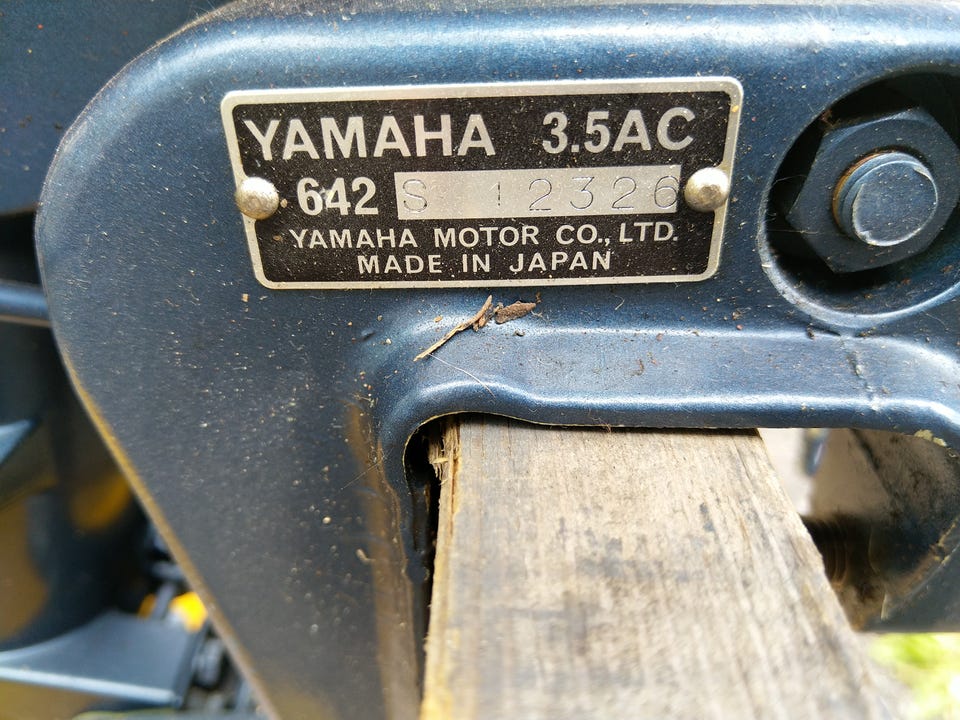 YAMAHA 3.5AC
642 S 12326
YAMAHA MOTOR CO., LTD.
MADE IN JAPAN